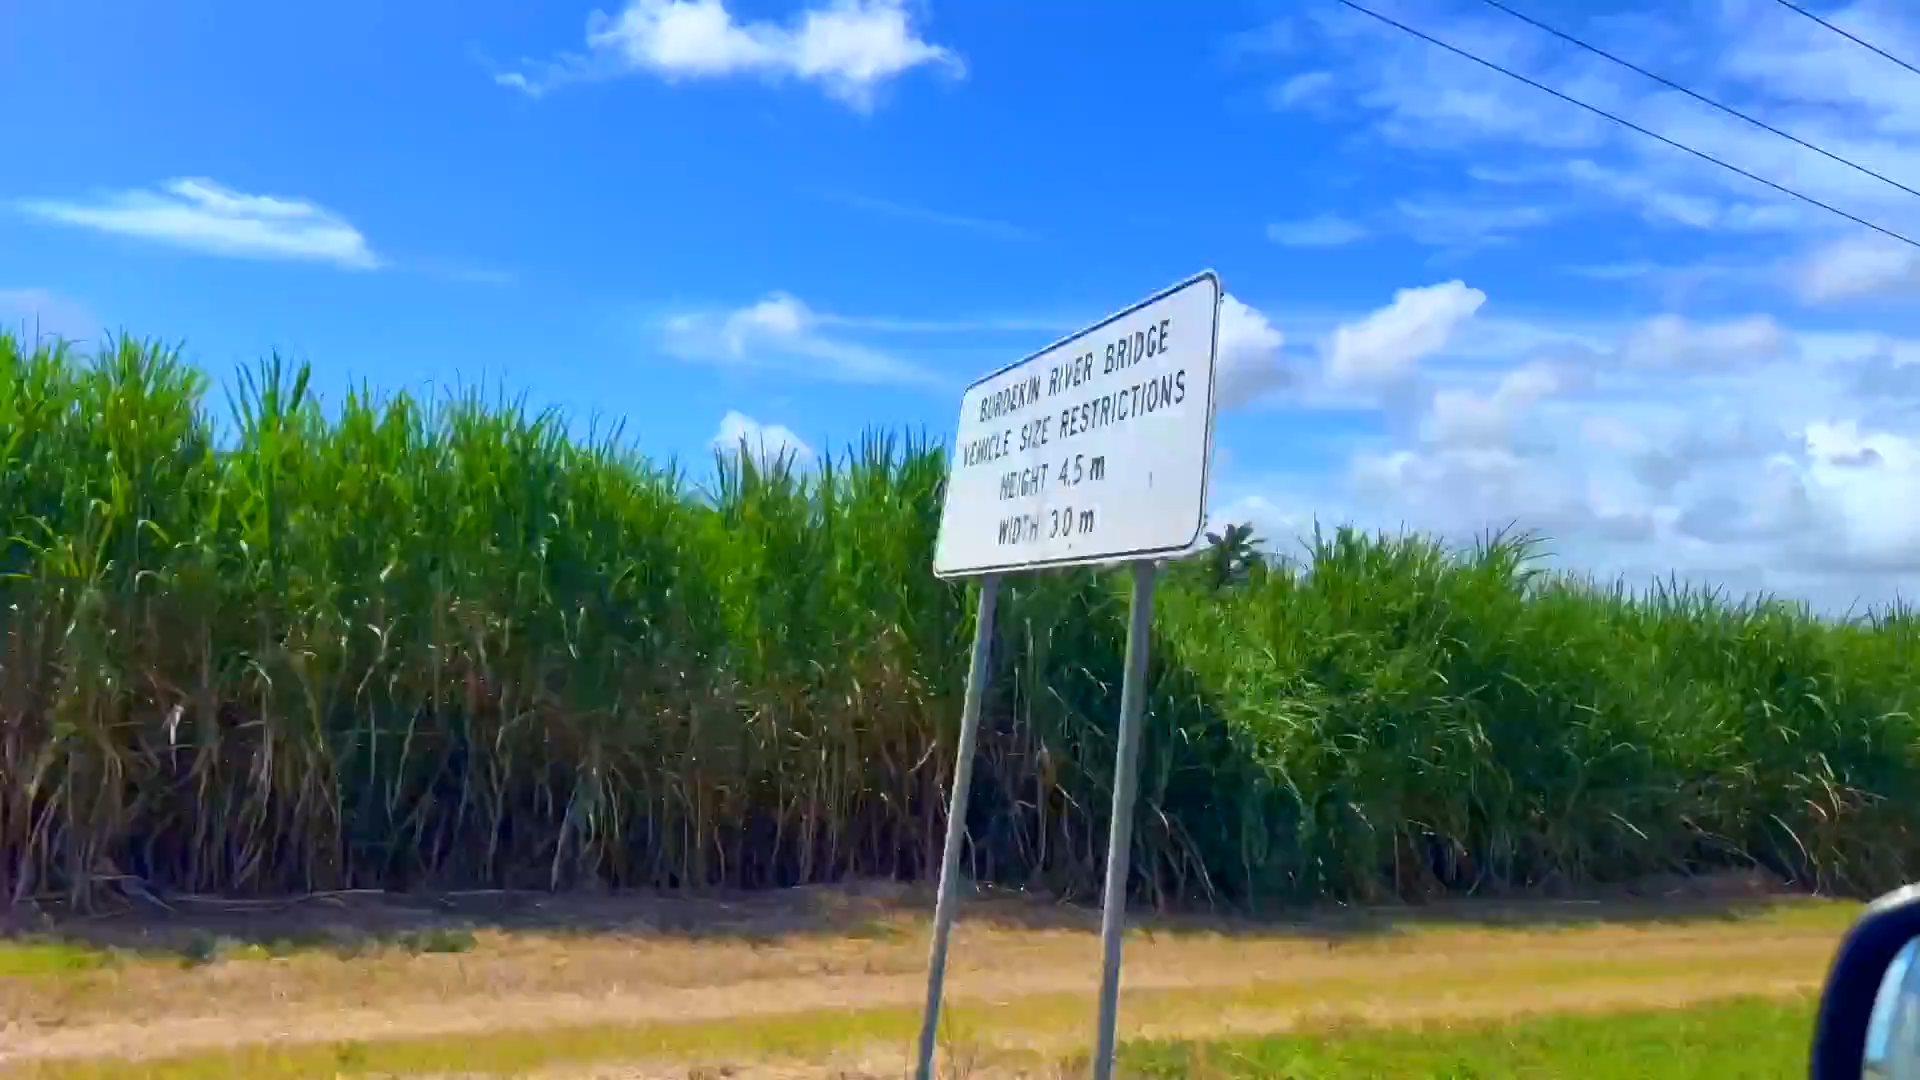 BURDEKIN RIVER BRIDGE
VEHICLE SIZE RESTRICTIONS
HEIGHT 4.5 m
WIDTH 3.0 m